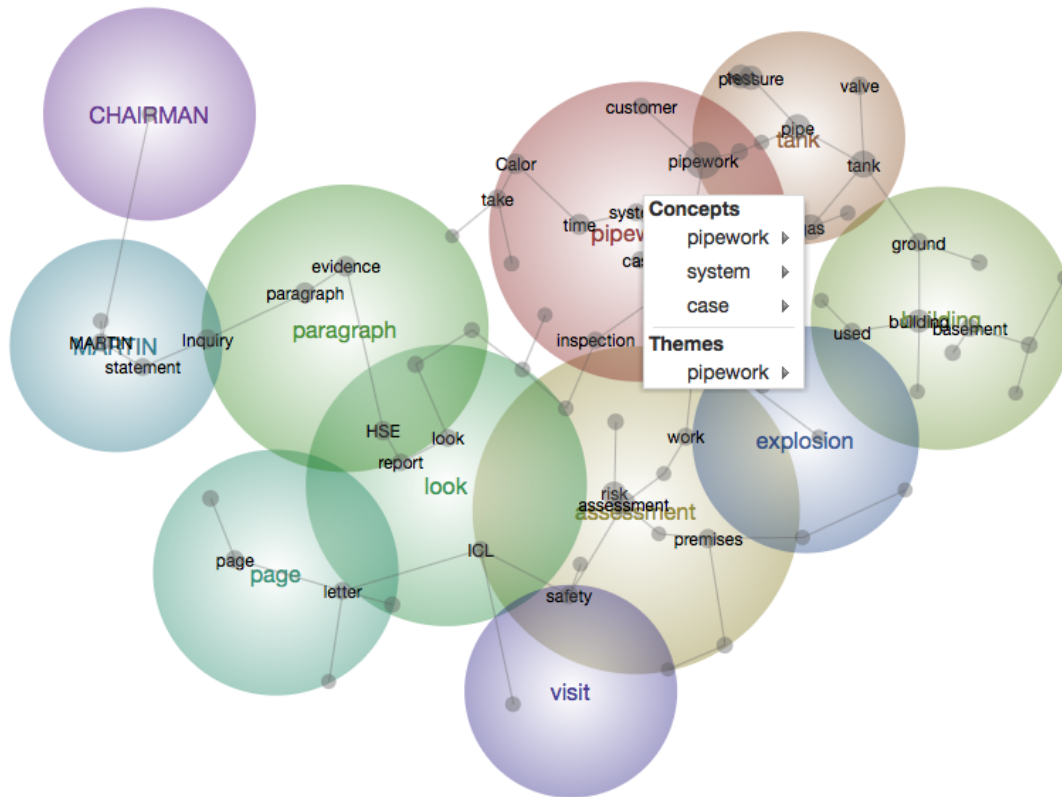 CHAIRMAN
pressure
valve
customer
pipe
tank
pipework
tank
Calor
take
time
Concepts
pipework
system
case
Themes
pipework
ground
evidence
paragraph
paragraph
building
basement
used
Inquiry
MARTIN
MARTIN
statement
inspection
HSE
look
report
look
work
explosion
risk
assessment
assessment
premises
ICL
page
page
letter
safety
visit